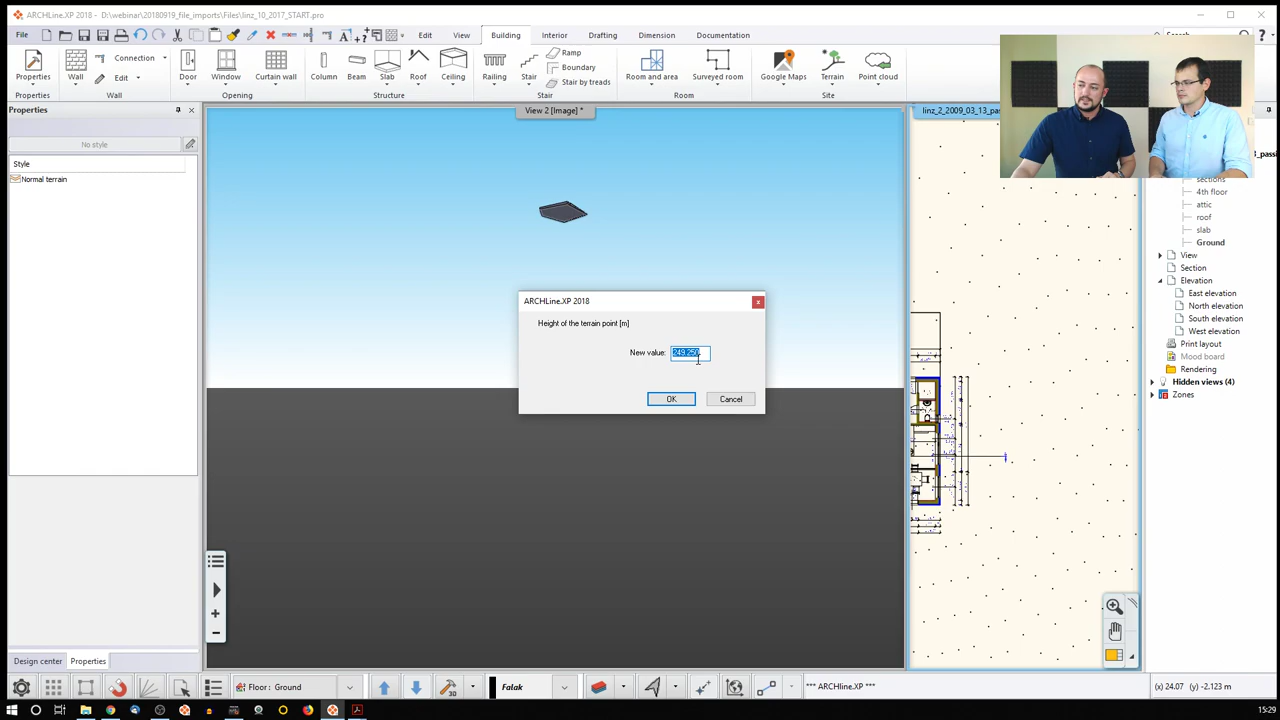 ARCHLine.XP 2018 - D:\webinar\20180919_file_imports\Files\linz_10_2017_START.pro
File
Edit
View
Building
Interior
Drafting
Dimension
Documentation
Properties
Wall
Connection
Edit
Door
Window
Curtain wall
Column
Beam
Slab
Roof
Ceiling
Railing
Stair
Ramp
Boundary
Stair by treads
Room and area
Surveyed room
Google Maps
Terrain
Point cloud
Properties
Wall
Opening
Structure
Stair
Room
Site
Properties
View 2 [Image] *
No style
Style
Normal terrain
sections
4th floor
attic
roof
slab
Ground
View
Section
Elevation
East elevation
North elevation
South elevation
West elevation
Print layout
Mood board
Rendering
Hidden views (4)
Zones
ARCHLine.XP 2018
Height of the terrain point [m]
New value: 249.250
OK
Cancel
Design center
Properties
Floor : Ground
Falak
*** ARCHLine.XP ***
(x) 24.07 (y) -2.123 m
15:29